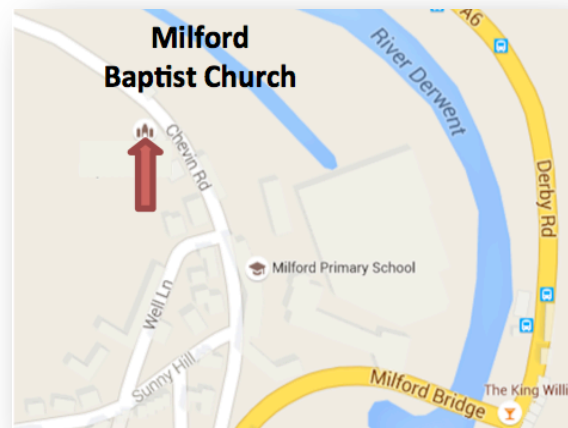 Milford
Baptist Church
A6
River Derwent
Chevin Rd
Derby Rd
Milford Primary School
Well Ln
Sunny Hill
Milford Bridge
The King Willi